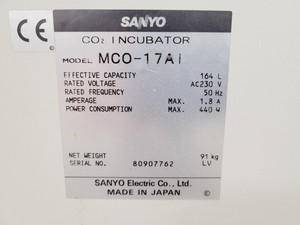 CE
SANYO
CO₂ INCUBATOR
MODEL MCO-17AI
EFFECTIVE CAPACITY 164 L
RATED VOLTAGE AC230 V
RATED FREQUENCY 50 Hz
AMPERAGE MAX. 1.8 A
POWER CONSUMPTION MAX. 440 W
NET WEIGHT 91 kg
SERIAL NO. 80907762 LV
SANYO Electric Co., Ltd.
MADE IN JAPAN